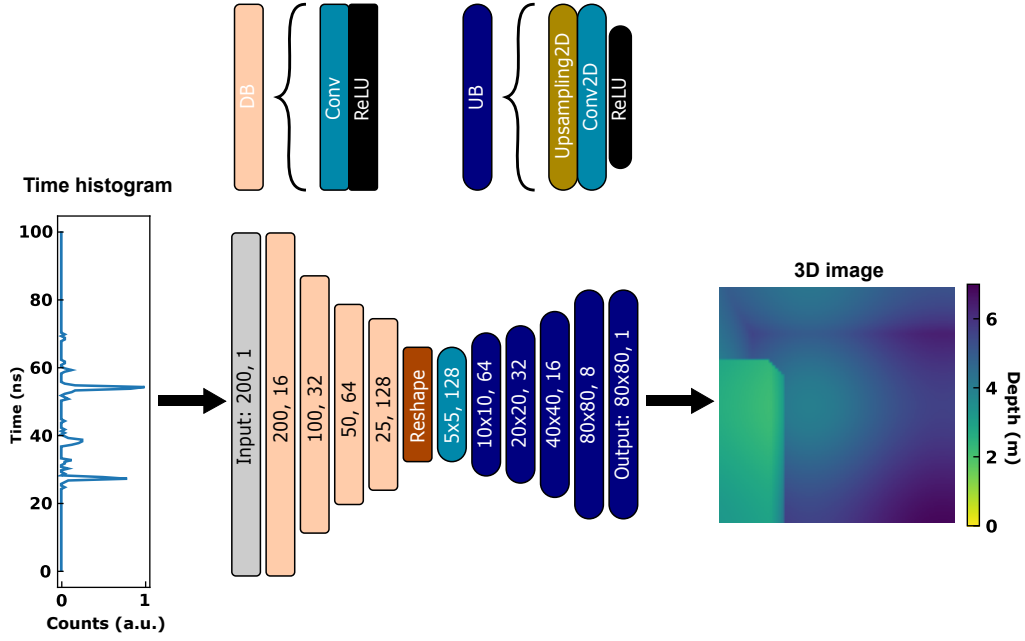 DB
Conv
ReLU
UB
Upsampling2D
Conv2D
ReLU
Time histogram
100
80
60
40
20
0
Time (ns)
0
1
Counts (a.u.)
Input: 200, 1
200, 16
100, 32
50, 64
25, 128
Reshape
5x5, 128
10x10, 64
20x20, 32
40x40, 16
80x80, 8
Output: 80x80, 1
3D image
6
4
2
0
Depth (m)